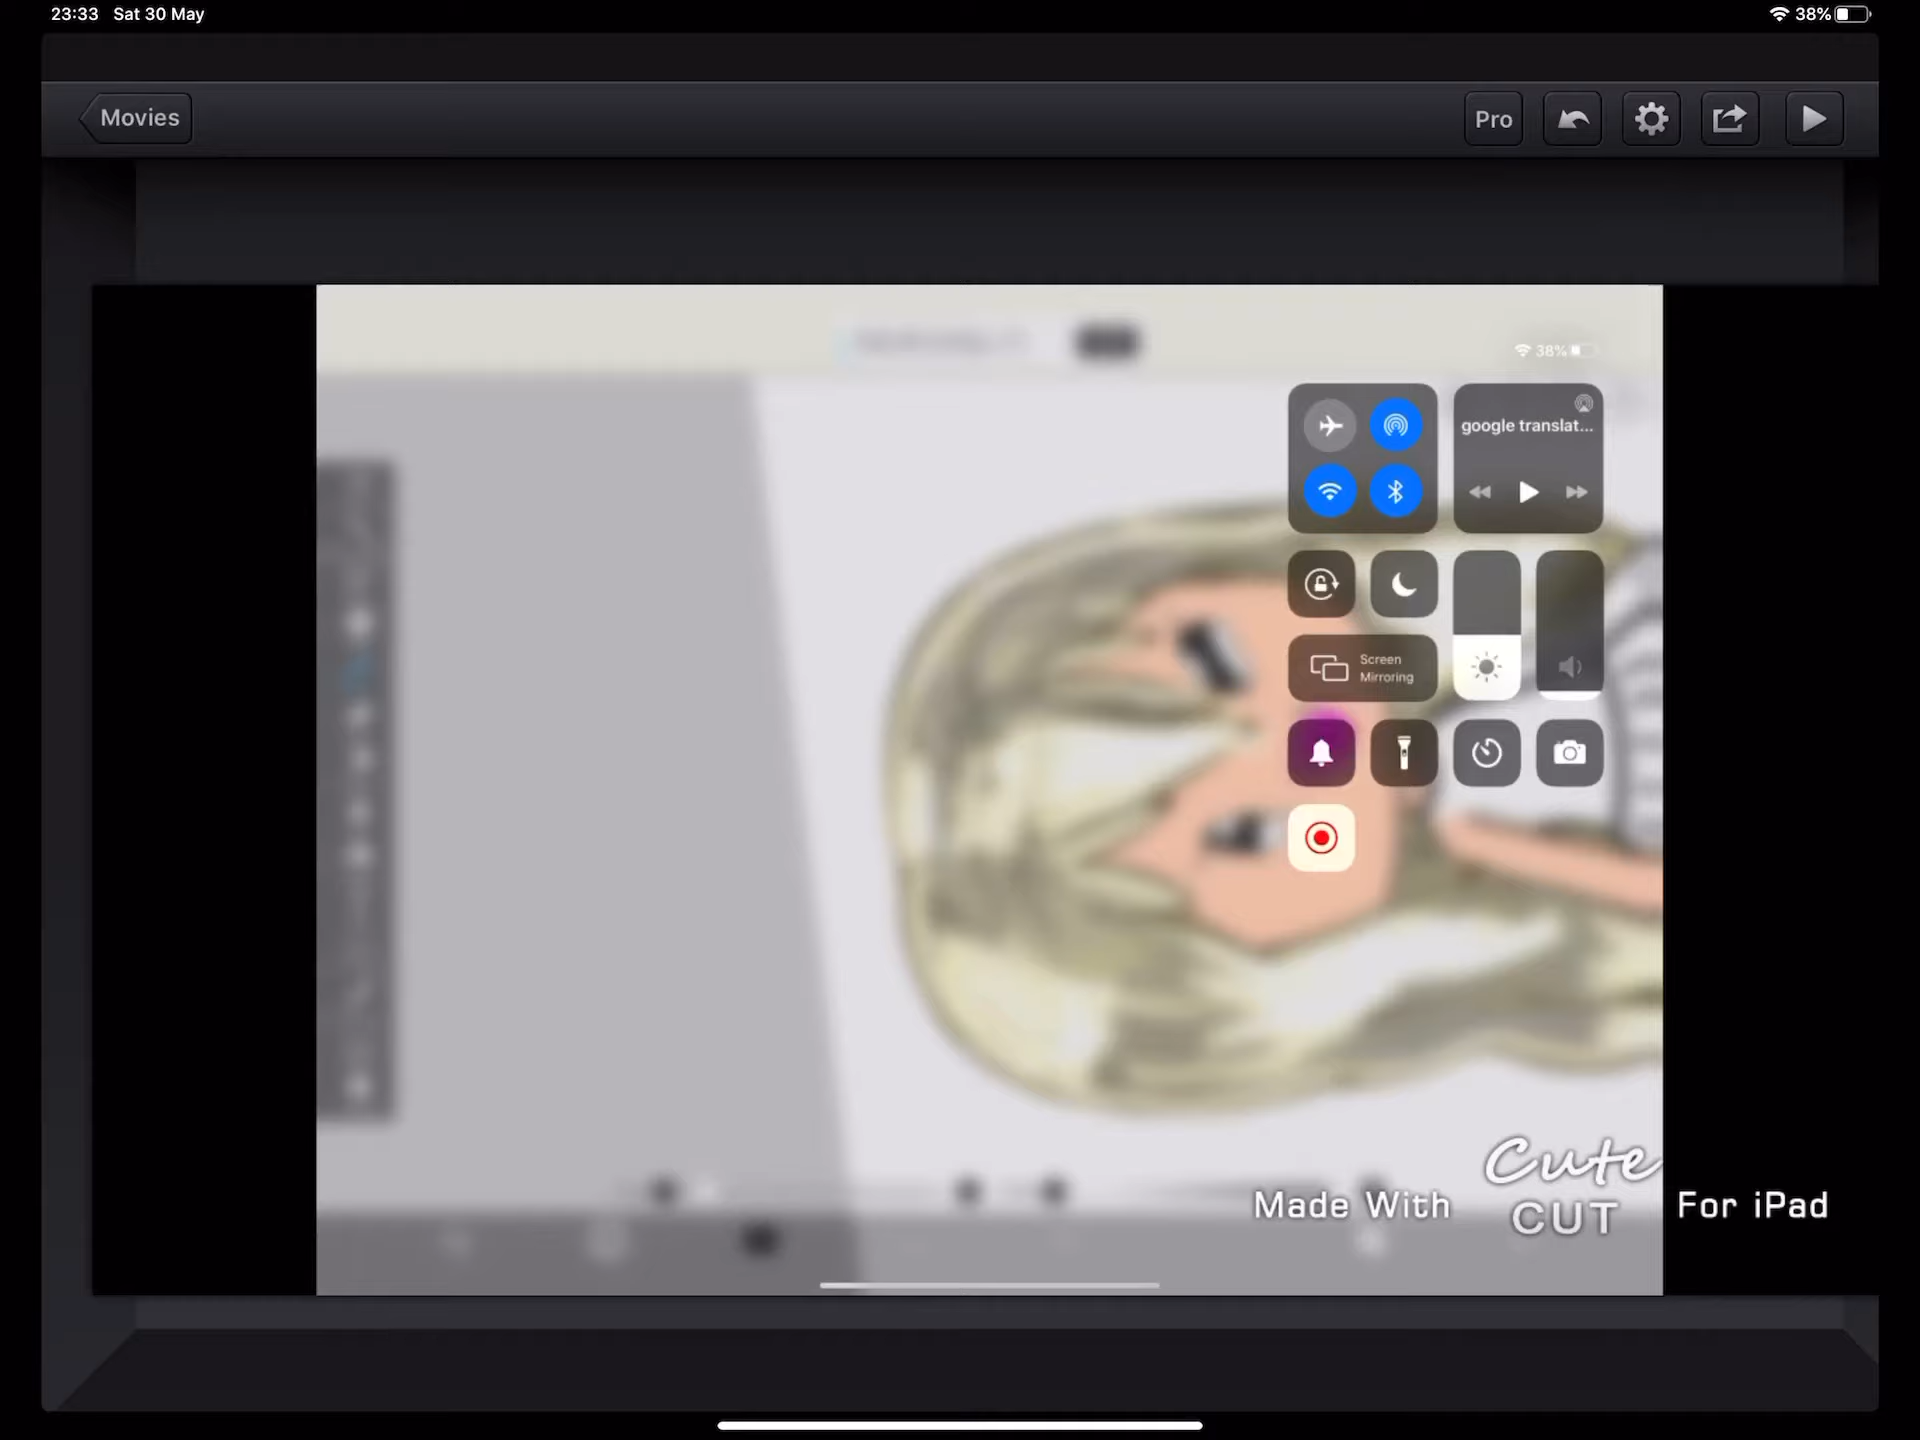 23:33 Sat 30 May
38%
Movies
Pro
38%
google translat...
Screen
Mirroring
Cute
Made With CUT For iPad